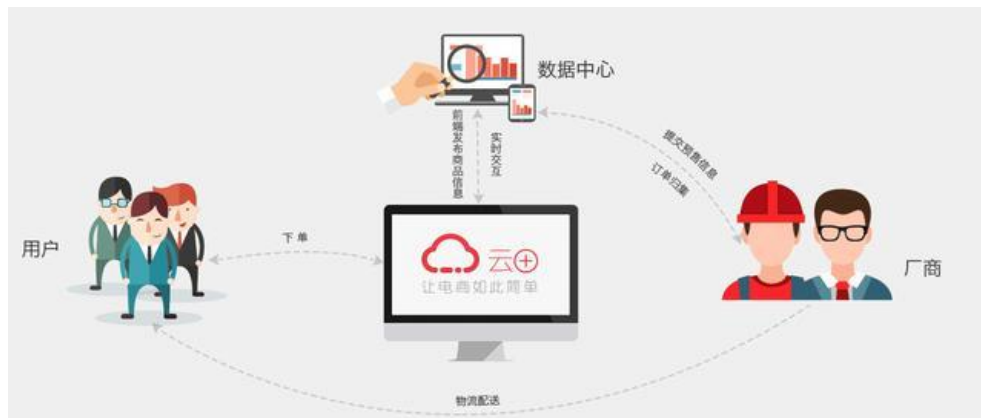 数据中心
前端发布商品信息
实时交互
提交预售信息
订单归集
用户
下单
云+
让电商如此简单
厂商
物流配送